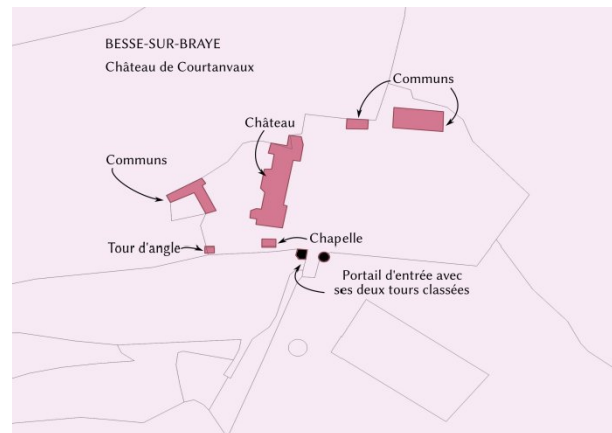 BESSE-SUR-BRAYE
Château de Courtanvaux
Communs
Château
Communs
Tour d'angle
Chapelle
Portail d'entrée avec
ses deux tours classées